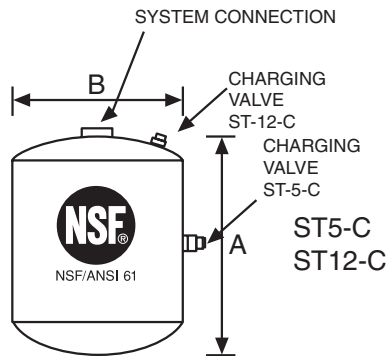 SYSTEM CONNECTION
B
CHARGING
VALVE
ST-12-C
CHARGING
VALVE
ST-5-C
A
ST5-C
ST12-C
NSF®
NSF/ANSI 61